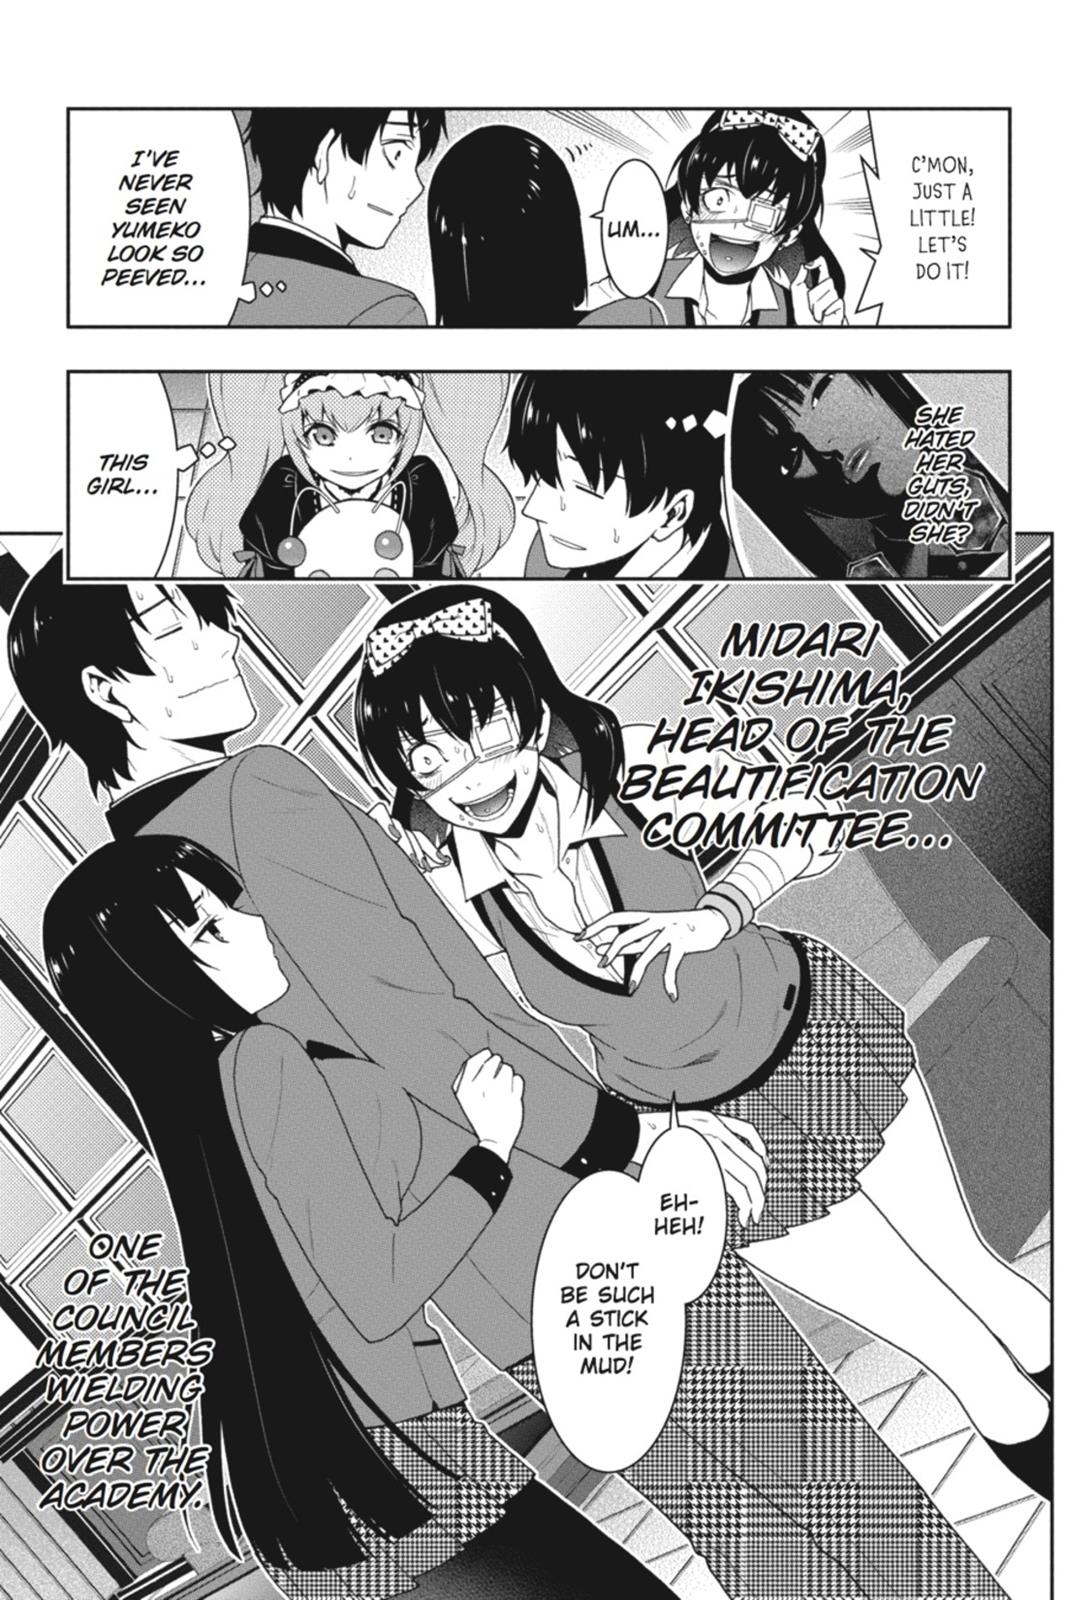 C'MON,
JUST A
LITTLE!
LET'S
DO IT!
UM...
I'VE
NEVER
SEEN
YUMEKO
LOOK SO
PEEVED...
SHE
HATED
HER
GUTS,
DIDN'T
SHE?
THIS
GIRL...
MIDARI
IKISHIMA,
HEAD OF THE
BEAUTIFICATION
COMMITTEE...
EH-
HEH!
DON'T
BE SUCH
A STICK
IN THE
MUD!
ONE
OF THE
COUNCIL
MEMBERS
WIELDING
POWER
OVER THE
ACADEMY.